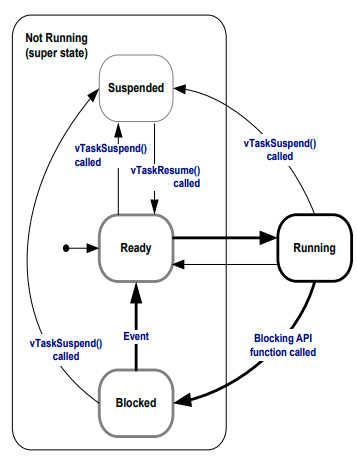 Not Running
(super state)
Suspended
vTaskSuspend()
called
vTaskResume()
called
vTaskSuspend()
called
Ready
Running
Event
vTaskSuspend()
called
Blocking API
function called
Blocked